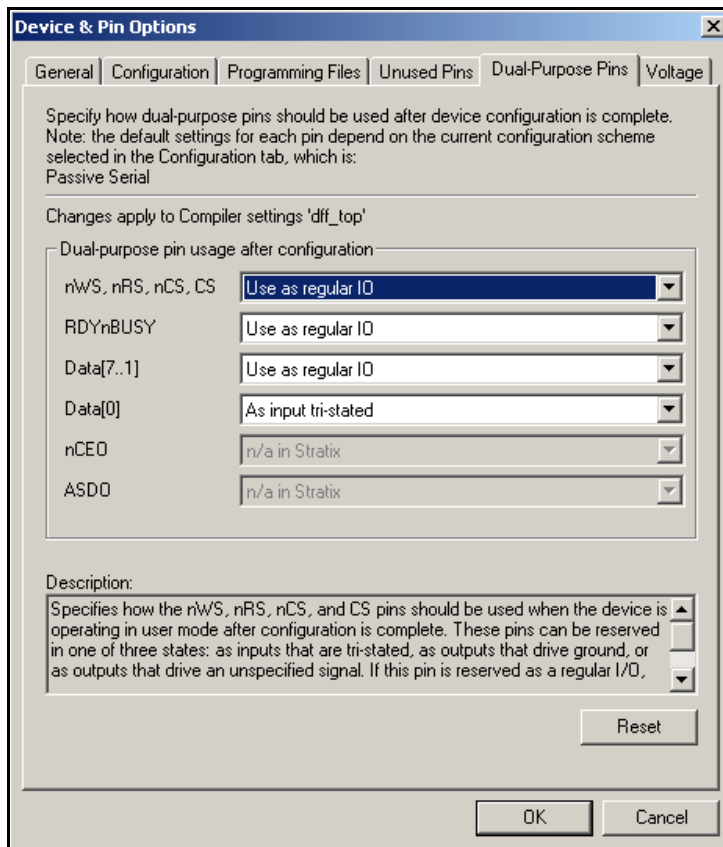 Device & Pin Options
General Configuration Programming Files Unused Pins Dual-Purpose Pins Voltage
Specify how dual-purpose pins should be used after device configuration is complete.
Note: the default settings for each pin depend on the current configuration scheme
selected in the Configuration tab, which is:
Passive Serial
Changes apply to Compiler settings 'dff_top'
Dual-purpose pin usage after configuration
nWS, nRS, nCS, CS Use as regular IO
RDYnBUSY Use as regular IO
Data[7..1] Use as regular IO
Data[0] As input tri-stated
nCEO n/a in Stratix
ASDO n/a in Stratix
Description:
Specifies how the nWS, nRS, nCS, and CS pins should be used when the device is
operating in user mode after configuration is complete. These pins can be reserved
in one of three states: as inputs that are tri-stated, as outputs that drive ground, or
as outputs that drive an unspecified signal. If this pin is reserved as a regular I/O,
Reset
OK Cancel